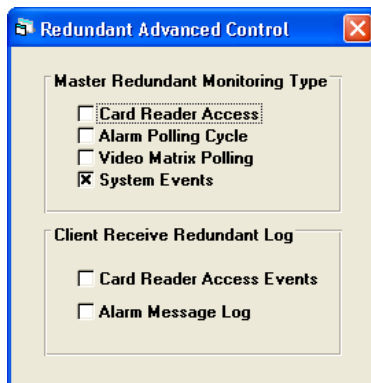 Redundant Advanced Control
Master Redundant Monitoring Type
Card Reader Access
Alarm Polling Cycle
Video Matrix Polling
System Events
Client Receive Redundant Log
Card Reader Access Events
Alarm Message Log